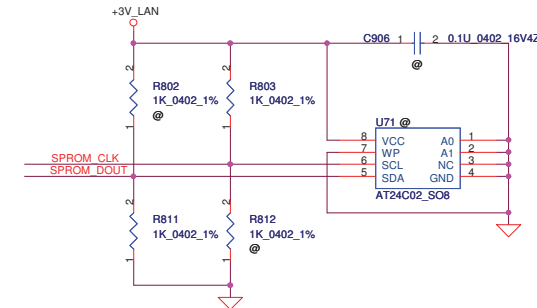 +3V_LAN
C906 1 2 0.1U_0402_16V4Z
@
2 2
R802 R803
1K_0402_1% 1K_0402_1%
@
1 1
U71 @
8 VCC A0 1
7 WP A1 2
6 SCL NC 3
5 SDA GND 4
AT24C02_SO8
SPROM_CLK
SPROM_DOUT
2 2
R811 R812
1K_0402_1% 1K_0402_1%
@
1 1